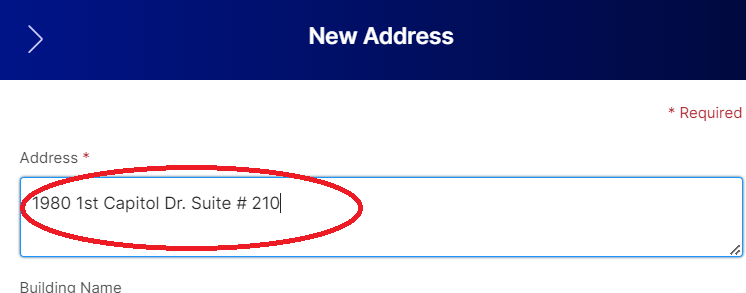 New Address
* Required
Address *
1980 1st Capitol Dr. Suite # 210
Building Name